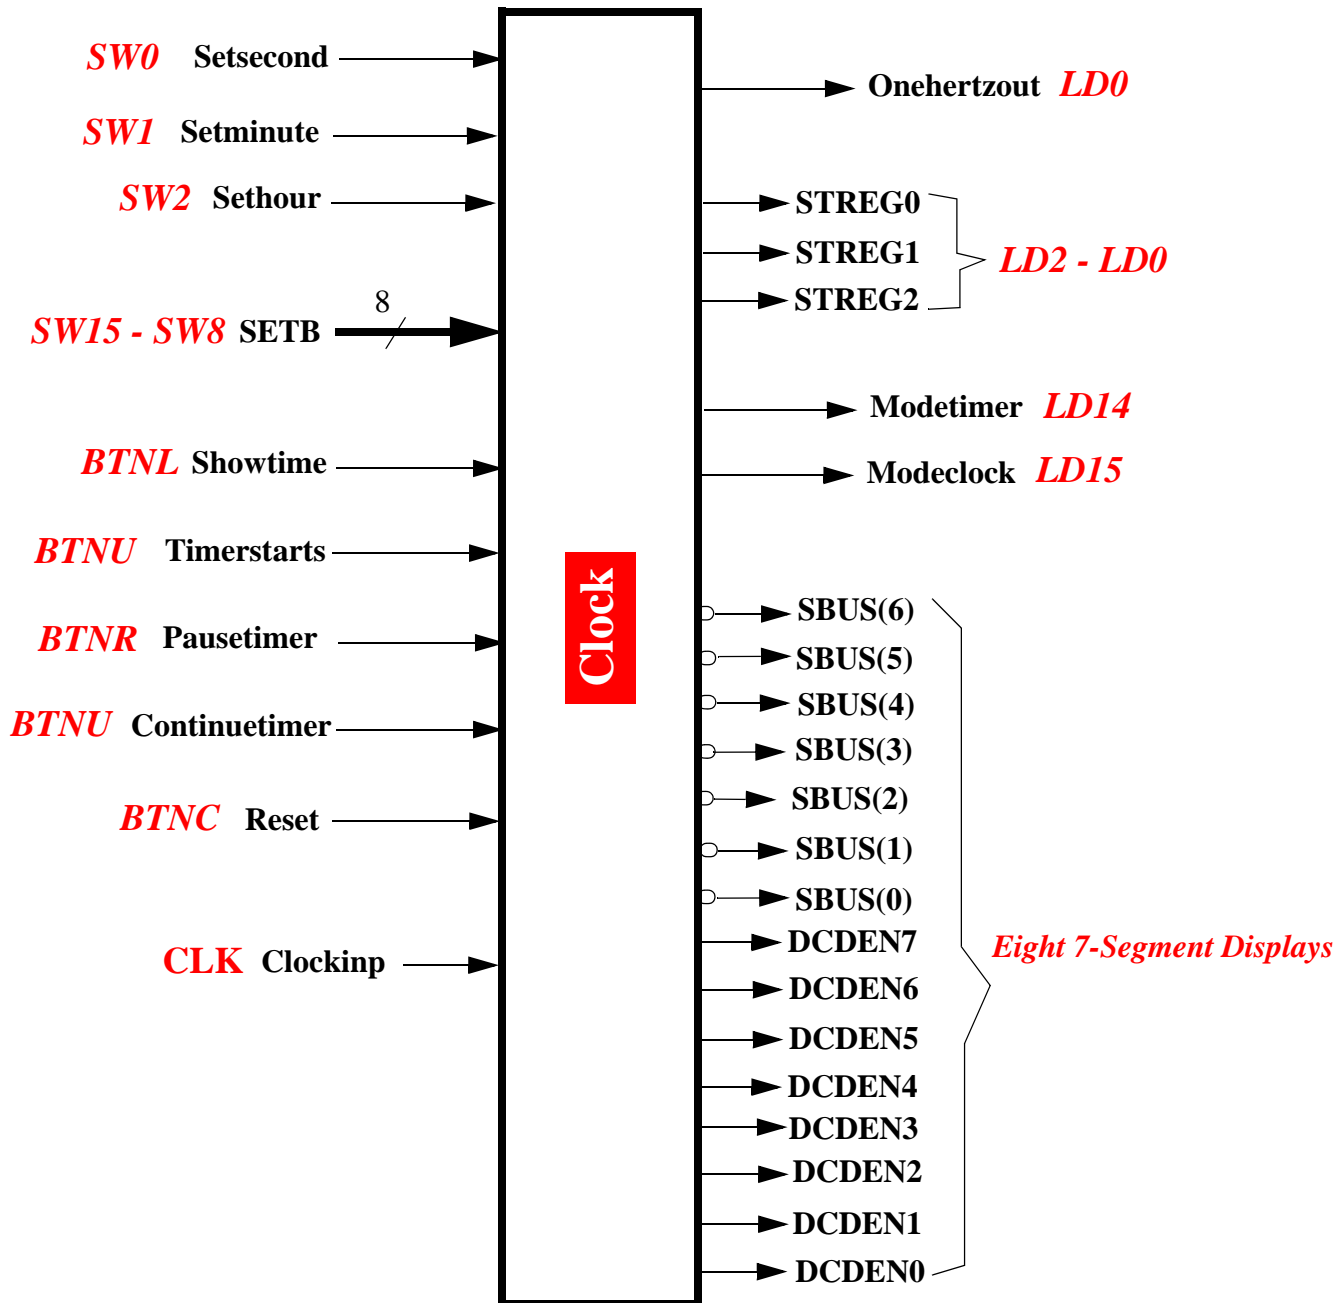 SW0 Setsecond
SW1 Setminute
SW2 Sethour
SW15 - SW8 SETB
8
BTNL Showtime
BTNU Timerstarts
BTNR Pausetimer
BTNU Continuetimer
BTNC Reset
CLK Clockinp
Clock
Onehertzout LD0
STREG0
STREG1
STREG2
LD2 - LD0
Modetimer LD14
Modeclock LD15
SBUS(6)
SBUS(5)
SBUS(4)
SBUS(3)
SBUS(2)
SBUS(1)
SBUS(0)
DCDEN7
DCDEN6
DCDEN5
DCDEN4
DCDEN3
DCDEN2
DCDEN1
DCDEN0
Eight 7-Segment Displays